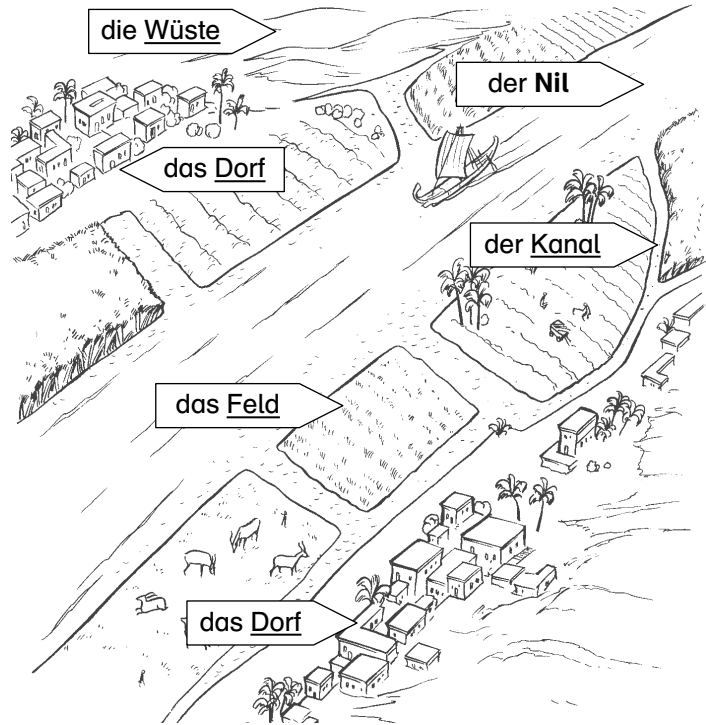 die Wüste
der Nil
das Dorf
der Kanal
das Feld
das Dorf